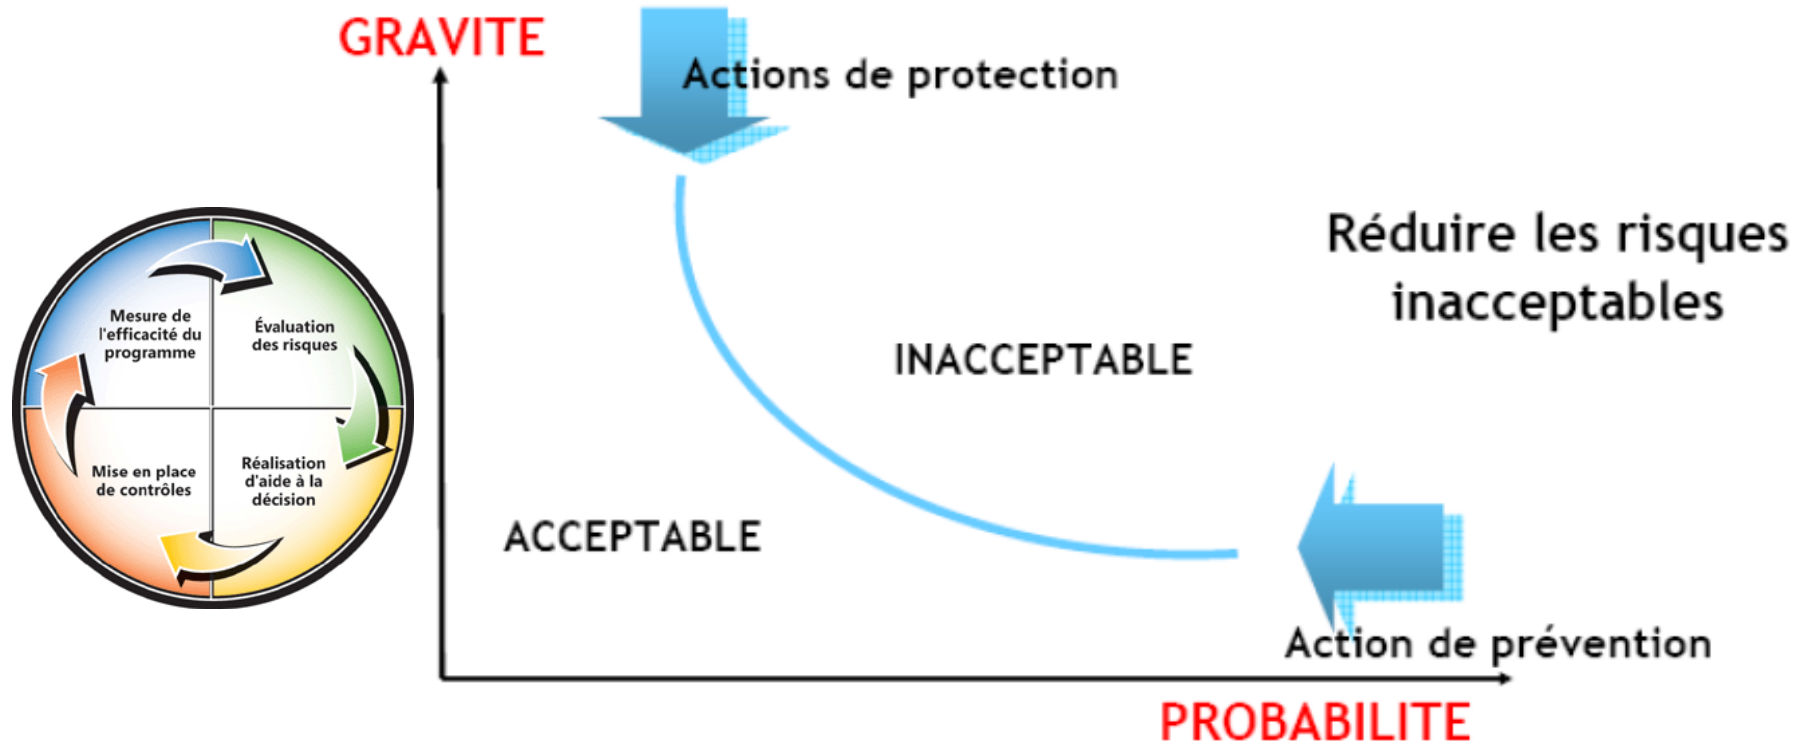 GRAVITE
Actions de protection
Réduire les risques
inacceptables
INACCEPTABLE
ACCEPTABLE
Action de prévention
PROBABILITE
Mesure de
l'efficacité du
programme
Évaluation
des risques
Mise en place
de contrôles
Réalisation
d'aide à la
décision